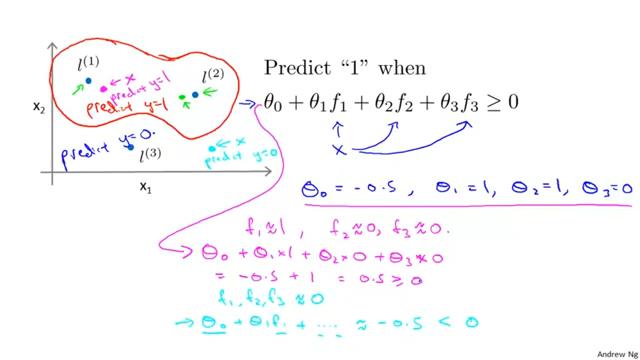 l(1)
← x
predict y=1
l(2)
predict y=1
x₂
predict y=0.
l(3)
← x
predict y=0
x₁
Predict “1” when
θ₀ + θ₁f₁ + θ₂f₂ + θ₃f₃ ≥ 0
x
θ₀ = -0.5 , θ₁ = 1 , θ₂ = 1 , θ₃ = 0
f₁ ≈ 1 , f₂ ≈ 0 , f₃ ≈ 0.
→ θ₀ + θ₁ × 1 + θ₂ × 0 + θ₃ × 0
= -0.5 + 1 = 0.5 ≥ 0
f₁, f₂, f₃ ≈ 0
→ θ₀ + θ₁f₁ + .... ≈ -0.5 < 0
Andrew Ng